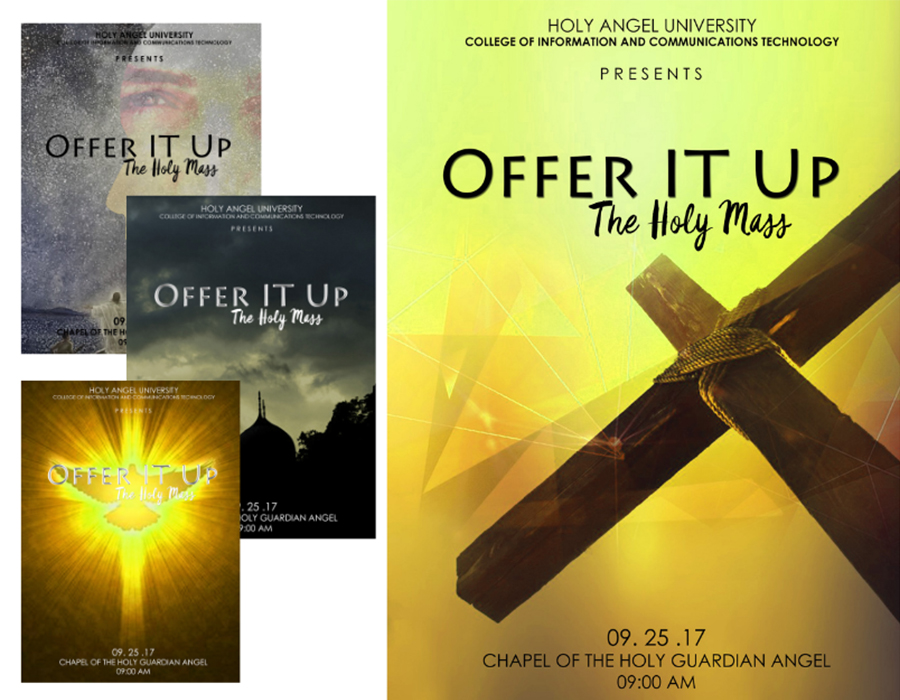 HOLY ANGEL UNIVERSITY
COLLEGE OF INFORMATION AND COMMUNICATIONS TECHNOLOGY
PRESENTS
OFFER IT UP
The Holy Mass
09
CHAPEL OF THE H
09
HOLY ANGEL UNIVERSITY
COLLEGE OF INFORMATION AND COMMUNICATIONS TECHNOLOGY
PRESENTS
OFFER IT UP
The Holy Mass
. 25 .17
OLY GUARDIAN ANGEL
9:00 AM
HOLY ANGEL UNIVERSITY
COLLEGE OF INFORMATION AND COMMUNICATIONS TECHNOLOGY
PRESENTS
OFFER IT UP
The Holy Mass
09. 25 .17
CHAPEL OF THE HOLY GUARDIAN ANGEL
09:00 AM
HOLY ANGEL UNIVERSITY
COLLEGE OF INFORMATION AND COMMUNICATIONS TECHNOLOGY
PRESENTS
OFFER IT UP
The Holy Mass
09. 25 .17
CHAPEL OF THE HOLY GUARDIAN ANGEL
09:00 AM